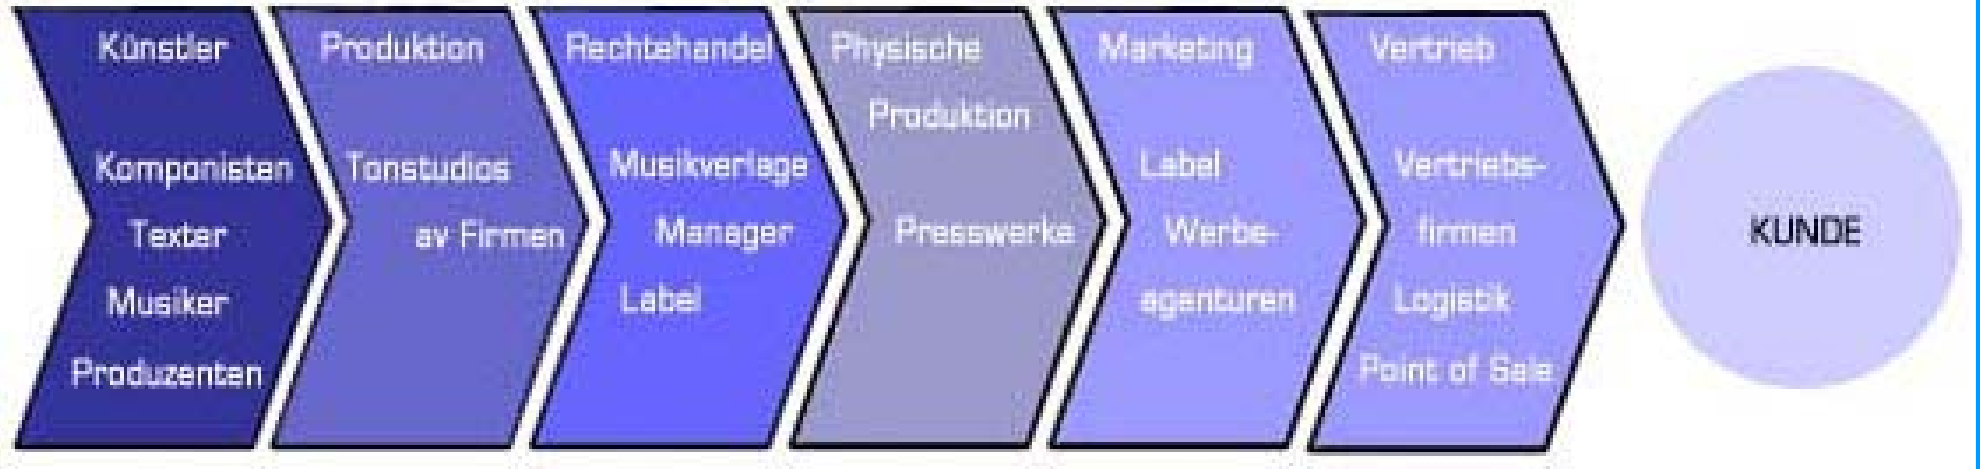 Künstler
Komponisten
Texter
Musiker
Produzenten
Produktion
Tonstudios
av Firmen
Rechtehandel
Musikverlage
Manager
Label
Physische
Produktion
Presswerke
Marketing
Label
Werbe-
agenturen
Vertrieb
Vertriebs-
firmen
Logistik
Point of Sale
KUNDE